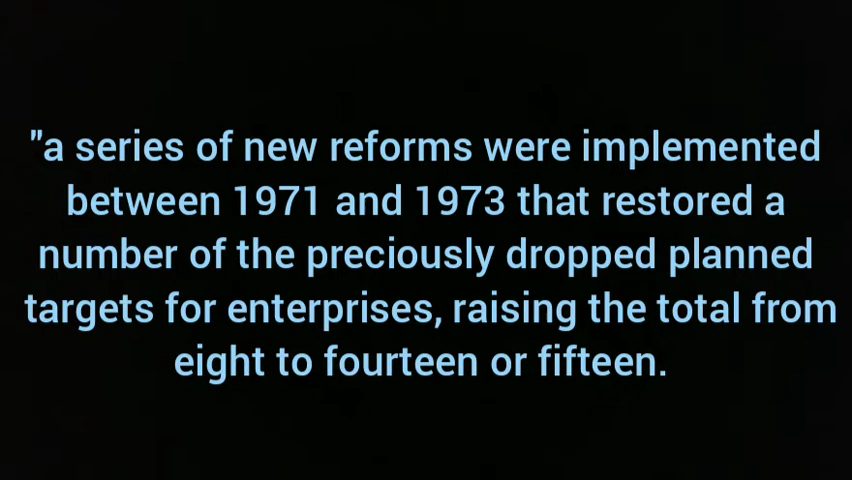 "a series of new reforms were implemented
between 1971 and 1973 that restored a
number of the preciously dropped planned
targets for enterprises, raising the total from
eight to fourteen or fifteen.